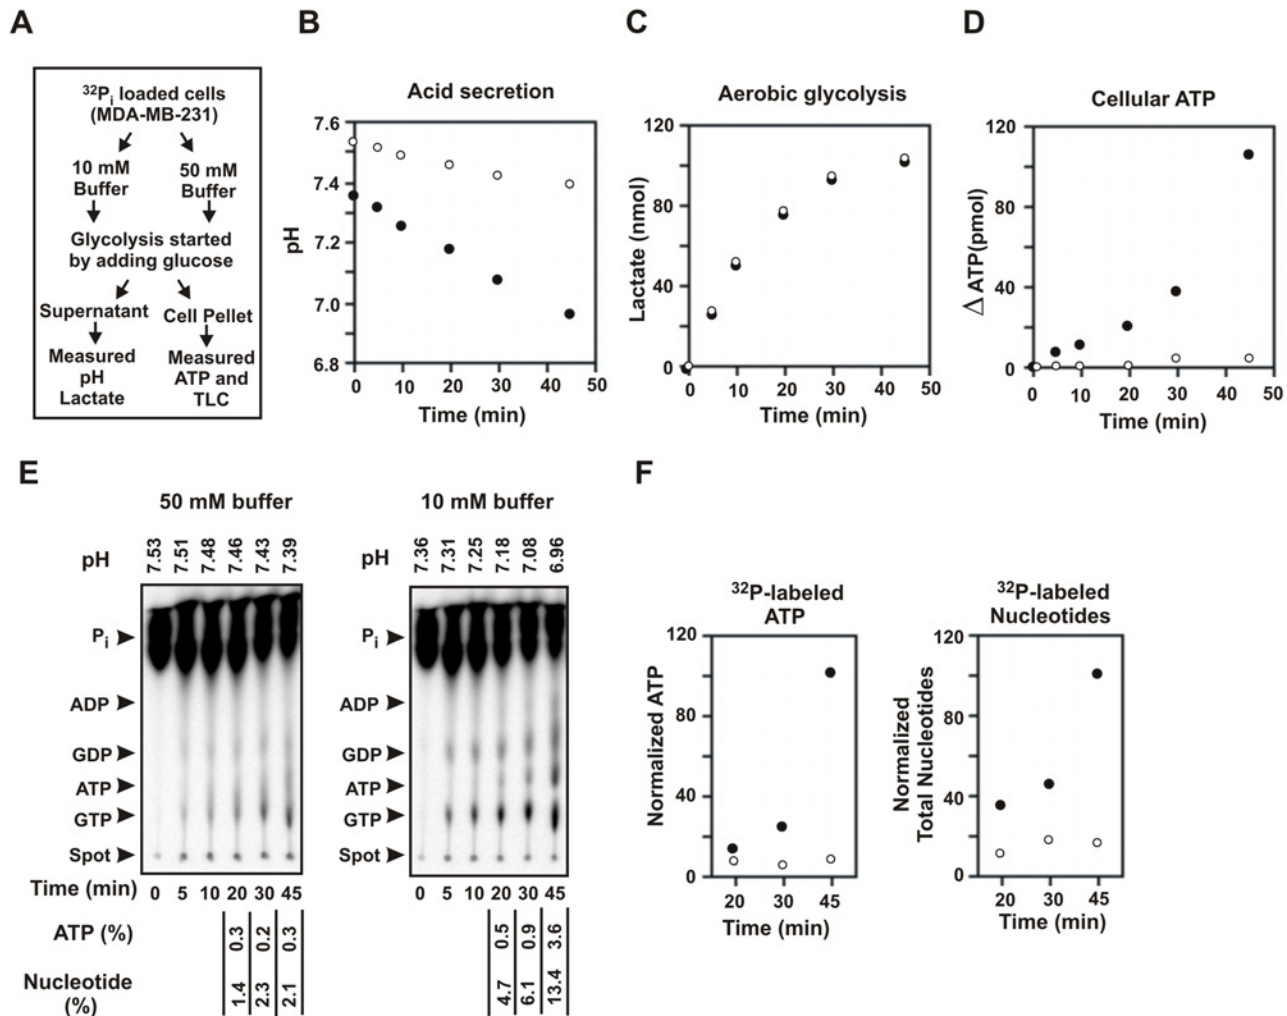 A
B
C
D
³²Pᵢ loaded cells
(MDA-MB-231)
10 mM
Buffer
50 mM
Buffer
Glycolysis started
by adding glucose
Supernatant
Cell Pellet
Measured
pH
Lactate
Measured
ATP and
TLC
Acid secretion
pH
7.6
7.4
7.2
7.0
6.8
0 10 20 30 40 50
Time (min)
Aerobic glycolysis
Lactate (nmol)
120
80
40
0
0 10 20 30 40 50
Time (min)
Cellular ATP
△ ATP(pmol)
120
80
40
0
0 10 20 30 40 50
Time (min)
E
50 mM buffer
pH 7.53 7.51 7.48 7.46 7.43 7.39
Pᵢ
ADP
GDP
ATP
GTP
Spot
Time (min) 0 5 10 20 30 45
ATP (%) 0.3 0.2 0.3
Nucleotide
(%)
1.4 2.3 2.1
10 mM buffer
pH 7.36 7.31 7.25 7.18 7.08 6.96
Pᵢ
ADP
GDP
ATP
GTP
Spot
0 5 10 20 30 45
0.5 0.9 3.6
4.7 6.1 13.4
F
³²P-labeled
ATP
Normalized ATP
120
80
40
0
20 30 45
Time (min)
³²P-labeled
Nucleotides
Normalized
Total Nucleotides
120
80
40
0
20 30 45
Time (min)